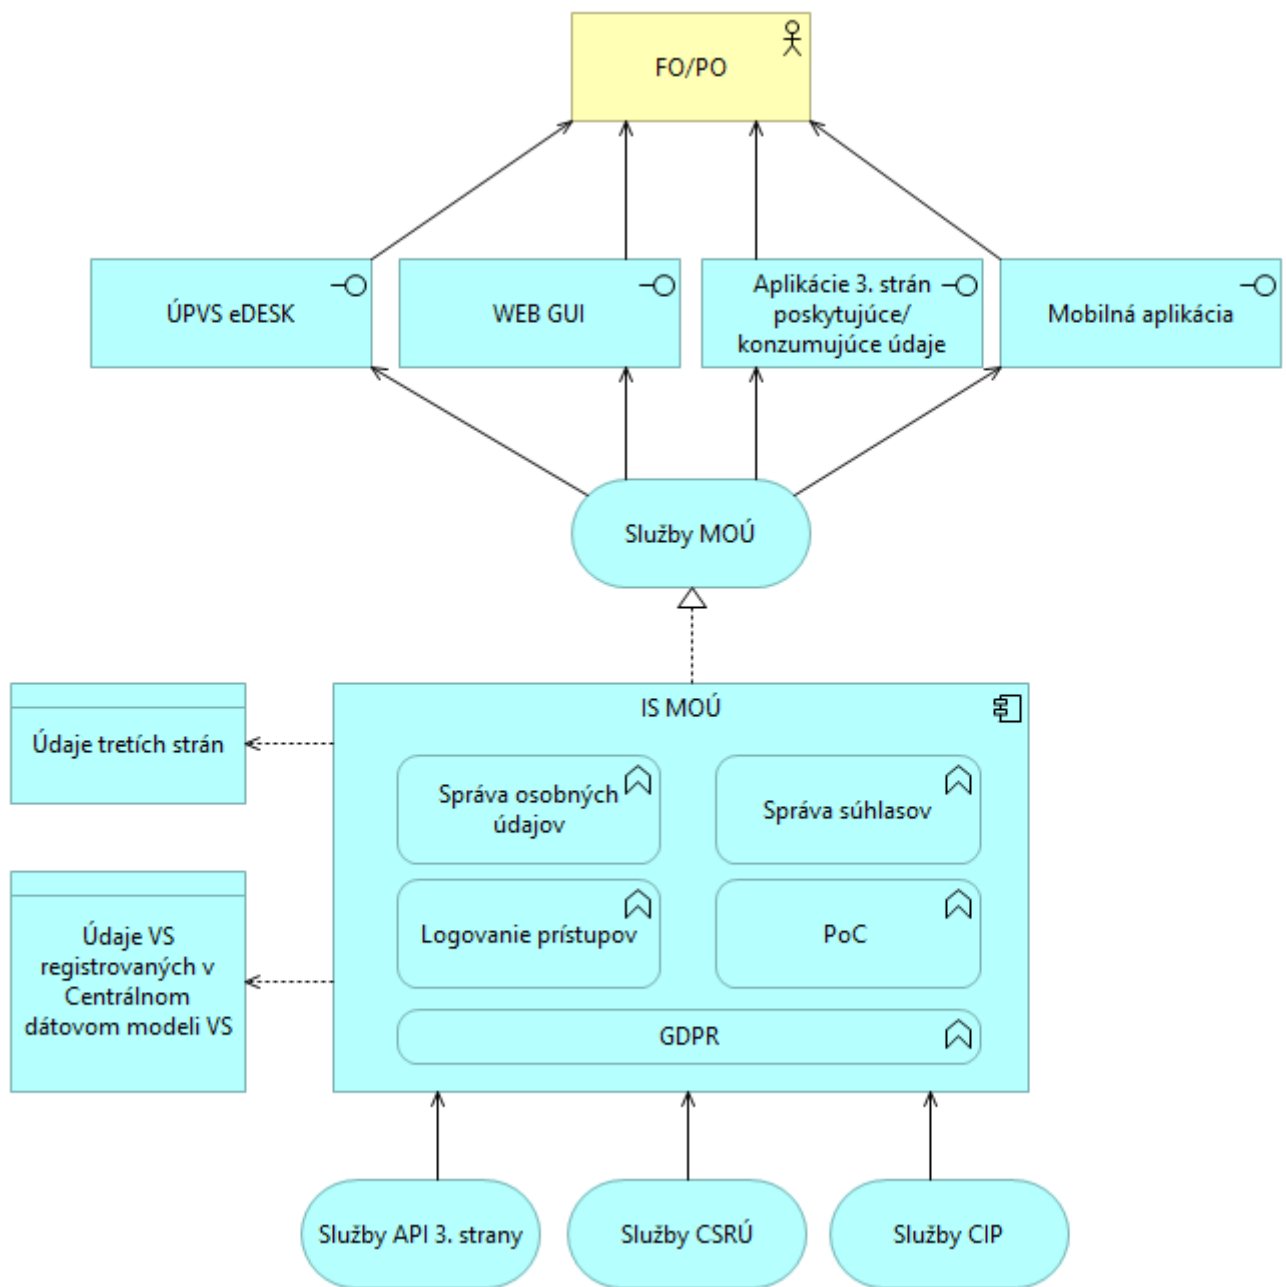 FO/PO
ÚPVS eDESK
WEB GUI
Aplikácie 3. strán
poskytujúce/
konzumujúce údaje
Mobilná aplikácia
Služby MOÚ
IS MOÚ
Údaje tretích strán
Správa osobných
údajov
Správa súhlasov
Údaje VS
registrovaných v
Centrálnom
dátovom modeli VS
Logovanie prístupov
PoC
GDPR
Služby API 3. strany
Služby CSRÚ
Služby CIP